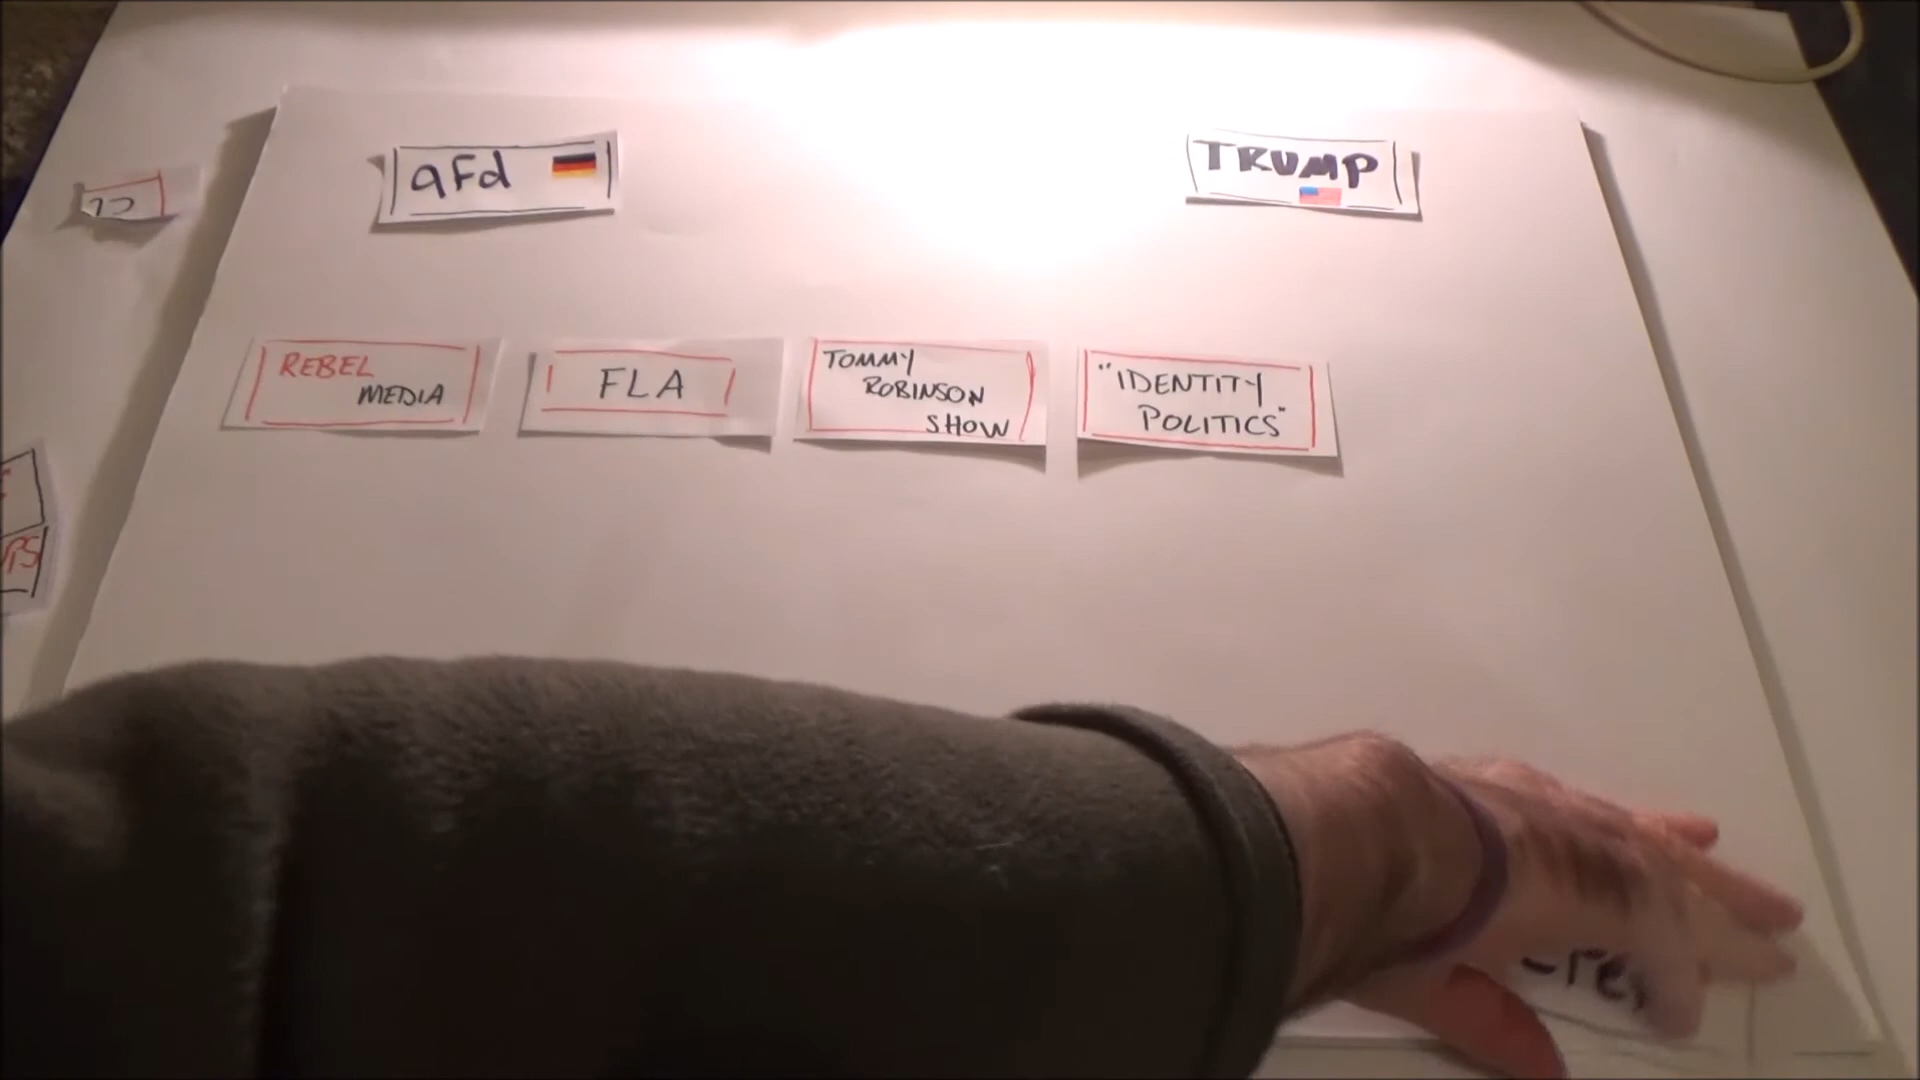 aFd
TRUMP
REBEL
MEDIA
FLA
TOMMY
ROBINSON
SHOW
"IDENTITY
POLITICS"